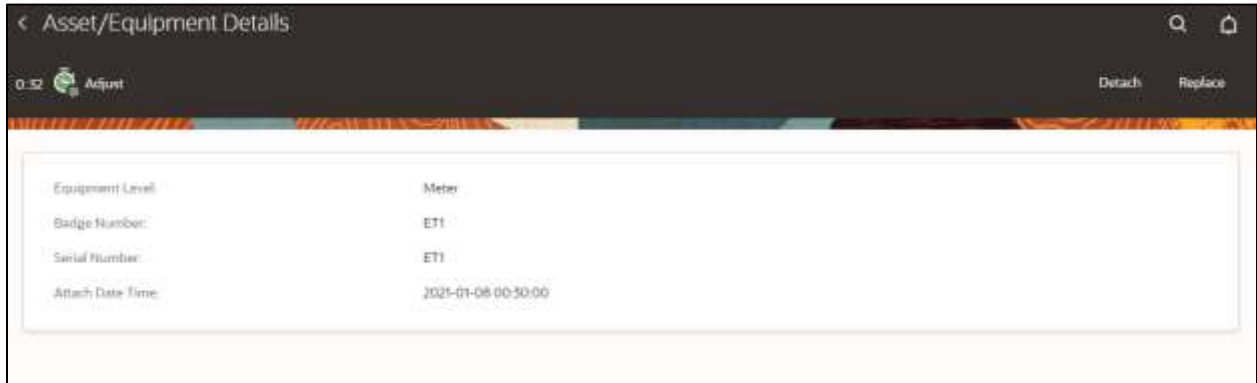 Asset/Equipment Details
0:32 Adjust Detach Replace
Equipment Level: Meter
Badge Number: ET1
Serial Number: ET1
Attach Date Time: 2021-01-08 00:30:00